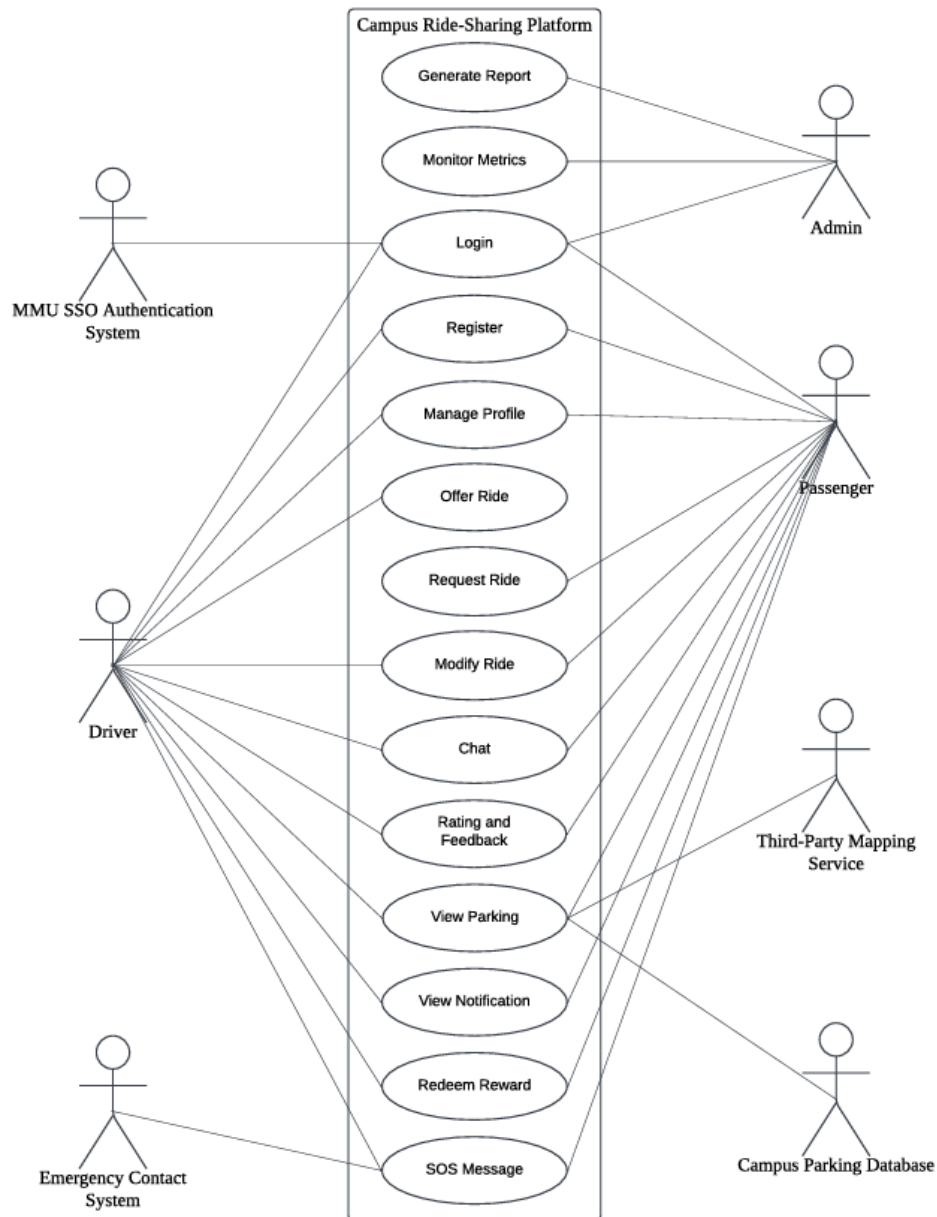 Campus Ride-Sharing Platform
Generate Report
Monitor Metrics
Admin
Login
MMU SSO Authentication
System
Register
Manage Profile
Passenger
Offer Ride
Request Ride
Modify Ride
Driver
Chat
Rating and
Feedback
Third-Party Mapping
Service
View Parking
View Notification
Redeem Reward
SOS Message
Emergency Contact
System
Campus Parking Database